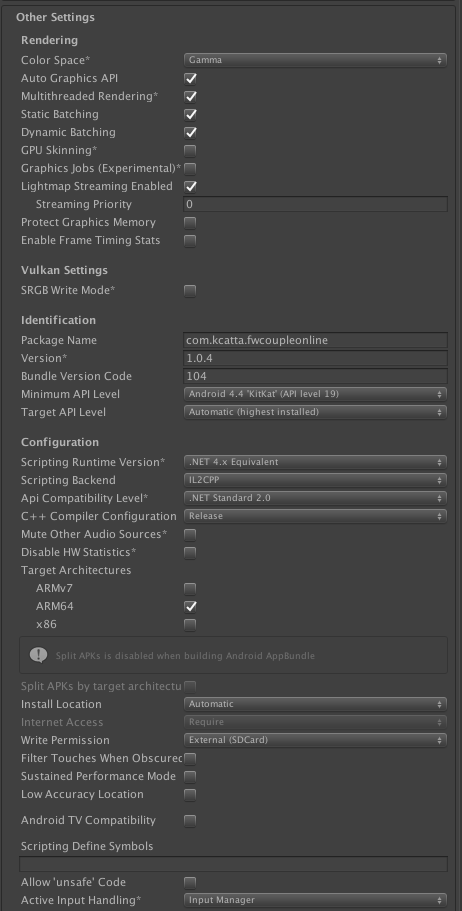 Other Settings
Rendering
Color Space* Gamma
Auto Graphics API
Multithreaded Rendering*
Static Batching
Dynamic Batching
GPU Skinning*
Graphics Jobs (Experimental)*
Lightmap Streaming Enabled
Streaming Priority 0
Protect Graphics Memory
Enable Frame Timing Stats
Vulkan Settings
SRGB Write Mode*
Identification
Package Name com.kcatta.fwcoupleonline
Version* 1.0.4
Bundle Version Code 104
Minimum API Level Android 4.4 'KitKat' (API level 19)
Target API Level Automatic (highest installed)
Configuration
Scripting Runtime Version* .NET 4.x Equivalent
Scripting Backend IL2CPP
Api Compatibility Level* .NET Standard 2.0
C++ Compiler Configuration Release
Mute Other Audio Sources*
Disable HW Statistics*
Target Architectures
ARMv7
ARM64
x86
Split APKs is disabled when building Android AppBundle
Split APKs by target architectu
Install Location Automatic
Internet Access Require
Write Permission External (SDCard)
Filter Touches When Obscured
Sustained Performance Mode
Low Accuracy Location
Android TV Compatibility
Scripting Define Symbols
Allow 'unsafe' Code
Active Input Handling* Input Manager